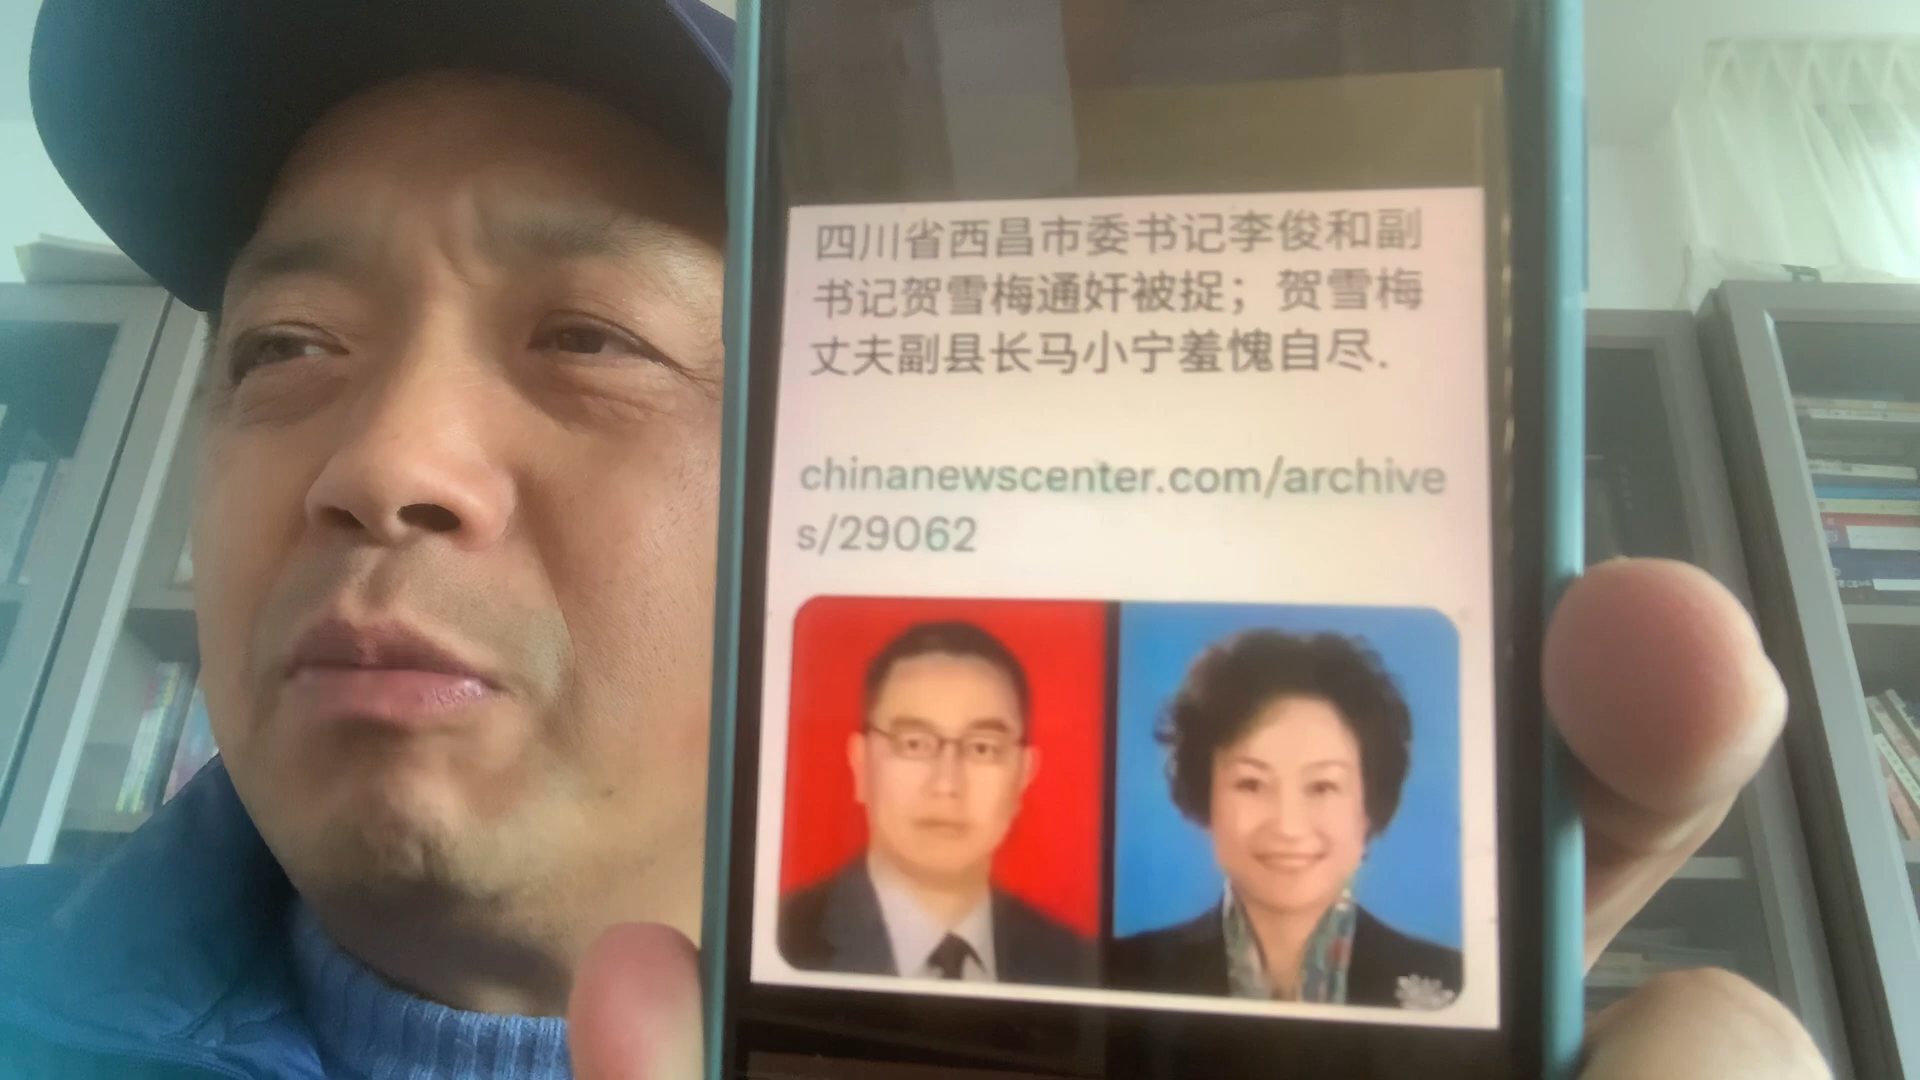 四川省西昌市委书记李俊和副
书记贺雪梅通奸被捉；贺雪梅
丈夫副县长马小宁羞愧自尽.
chinanewscenter.com/archive
s/29062